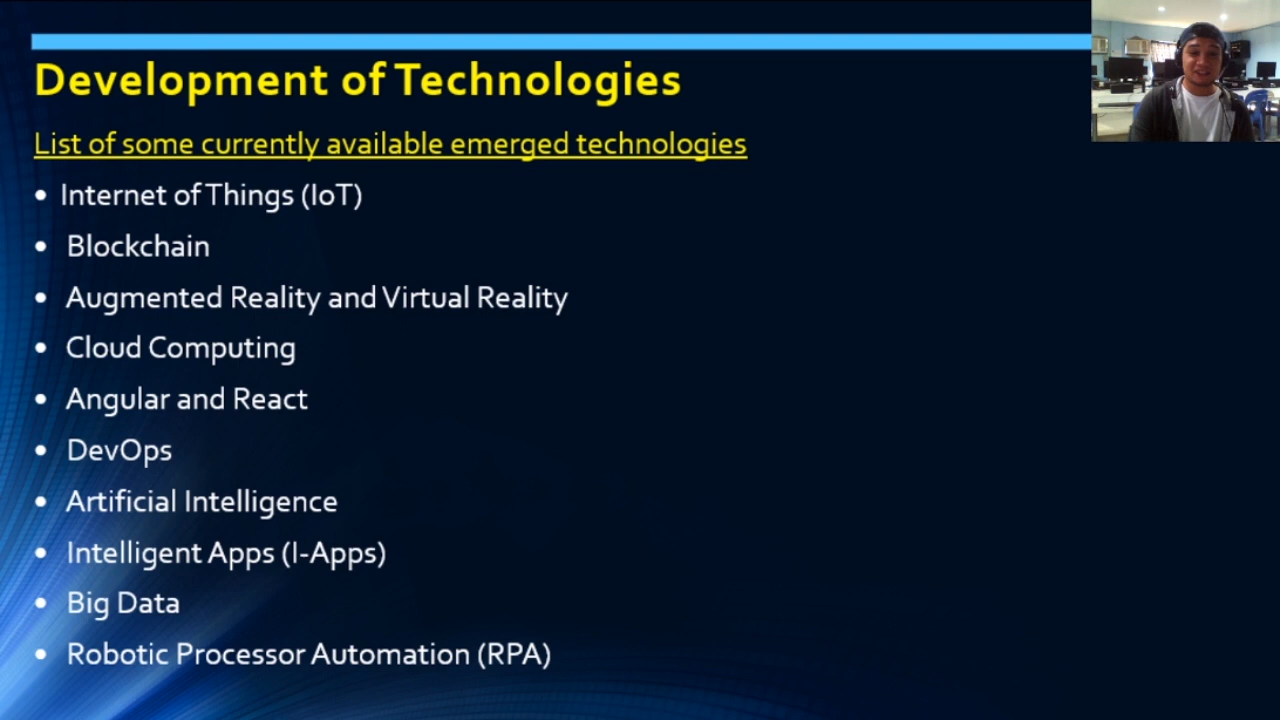 Development of Technologies
List of some currently available emerged technologies
• Internet of Things (IoT)
• Blockchain
• Augmented Reality and Virtual Reality
• Cloud Computing
• Angular and React
• DevOps
• Artificial Intelligence
• Intelligent Apps (I-Apps)
• Big Data
• Robotic Processor Automation (RPA)